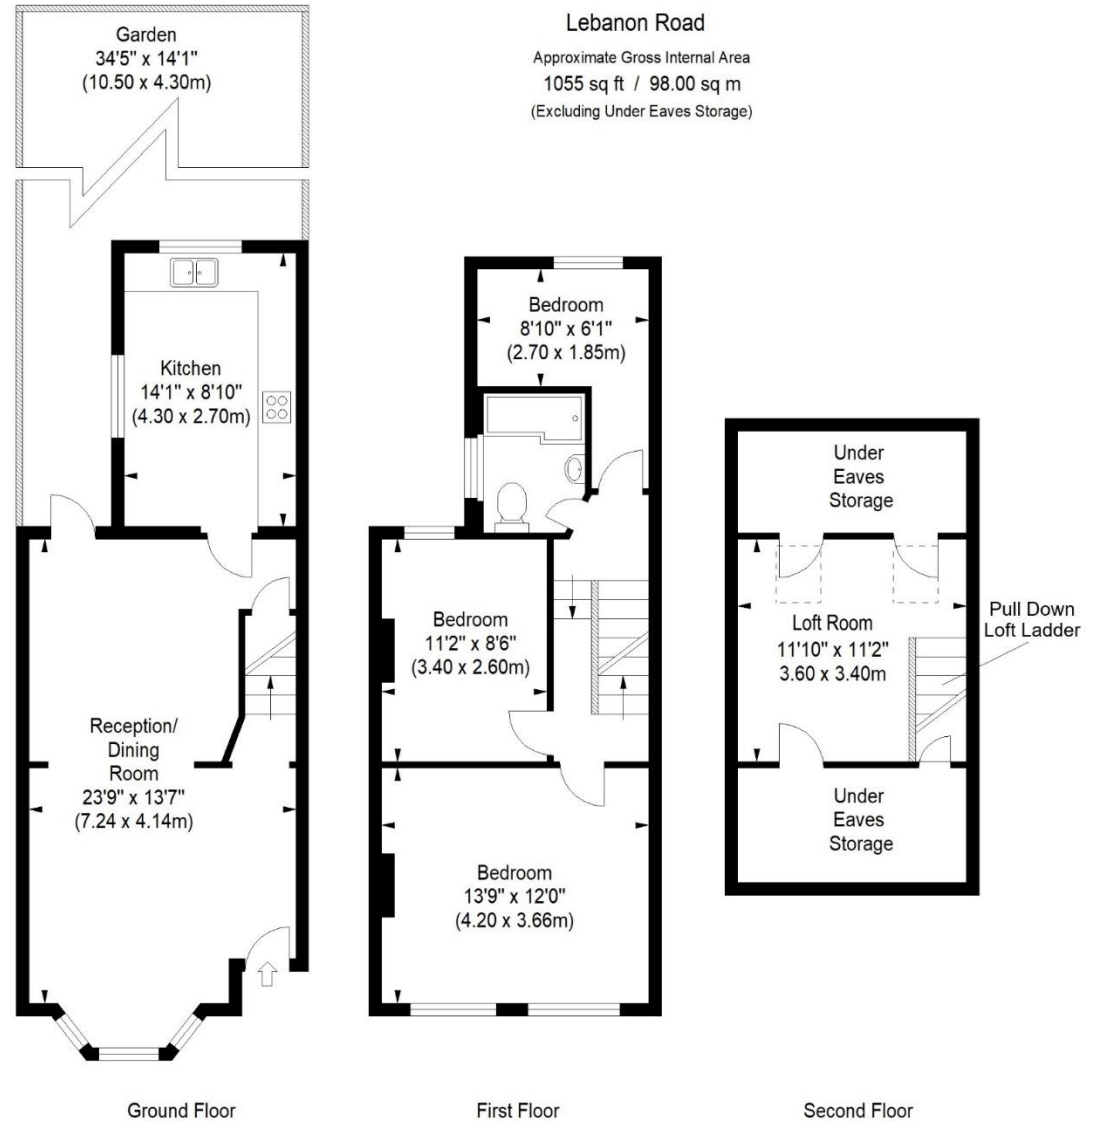 Lebanon Road
Approximate Gross Internal Area
1055 sq ft / 98.00 sq m
(Excluding Under Eaves Storage)
Garden
34'5" x 14'1"
(10.50 x 4.30m)
Kitchen
14'1" x 8'10"
(4.30 x 2.70m)
Reception/
Dining
Room
23'9" x 13'7"
(7.24 x 4.14m)
Ground Floor
Bedroom
8'10" x 6'1"
(2.70 x 1.85m)
Bedroom
11'2" x 8'6"
(3.40 x 2.60m)
Bedroom
13'9" x 12'0"
(4.20 x 3.66m)
First Floor
Under
Eaves
Storage
Loft Room
11'10" x 11'2"
3.60 x 3.40m
Pull Down
Loft Ladder
Under
Eaves
Storage
Second Floor